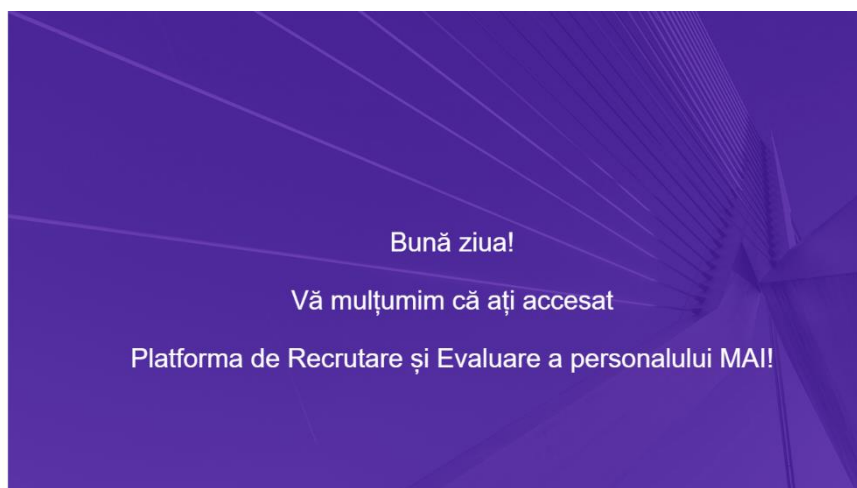 Bună ziua!
Vă mulțumim că ați accesat
Platforma de Recrutare și Evaluare a personalului MAI!